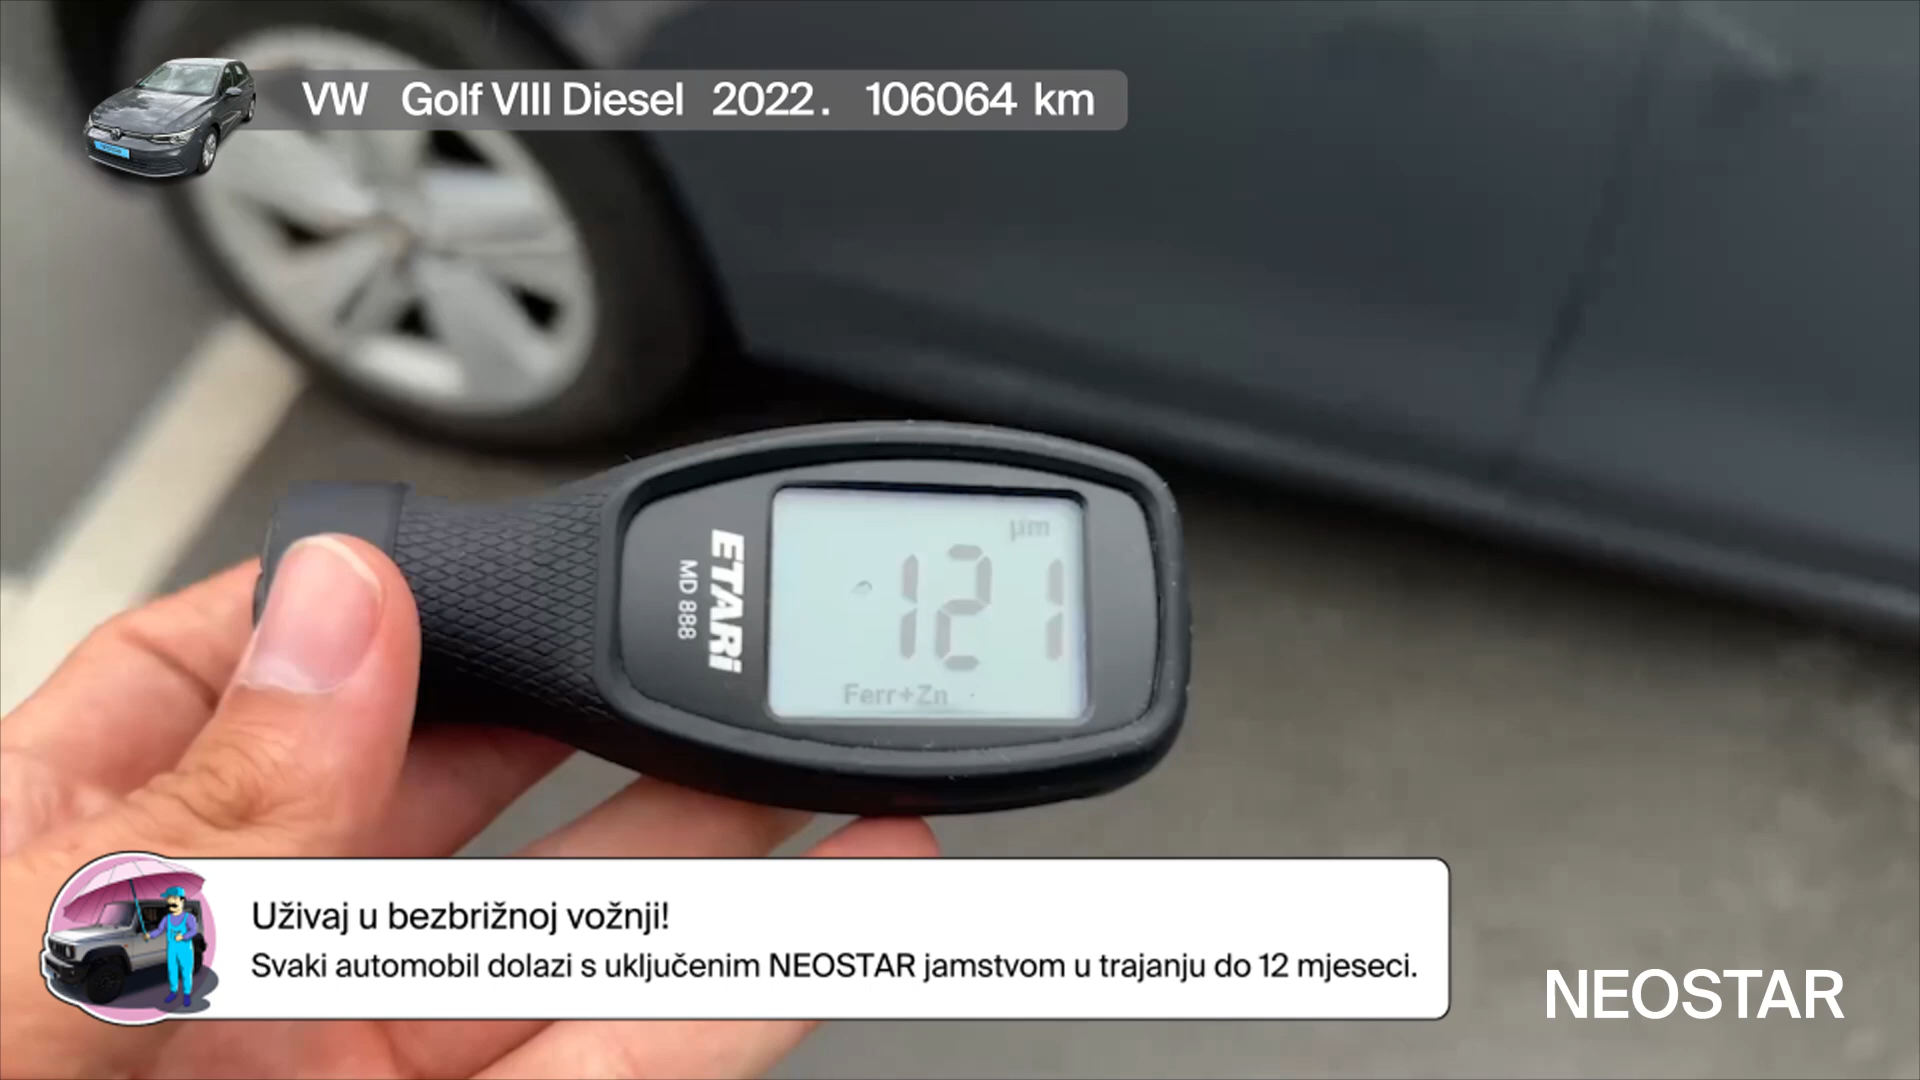 VW Golf VIII Diesel 2022. 106064 km
µm
121
Ferr+Zn
ETARI
MD 888
Uživaj u bezbrižnoj vožnji!
Svaki automobil dolazi s uključenim NEOSTAR jamstvom u trajanju do 12 mjeseci.
NEOSTAR